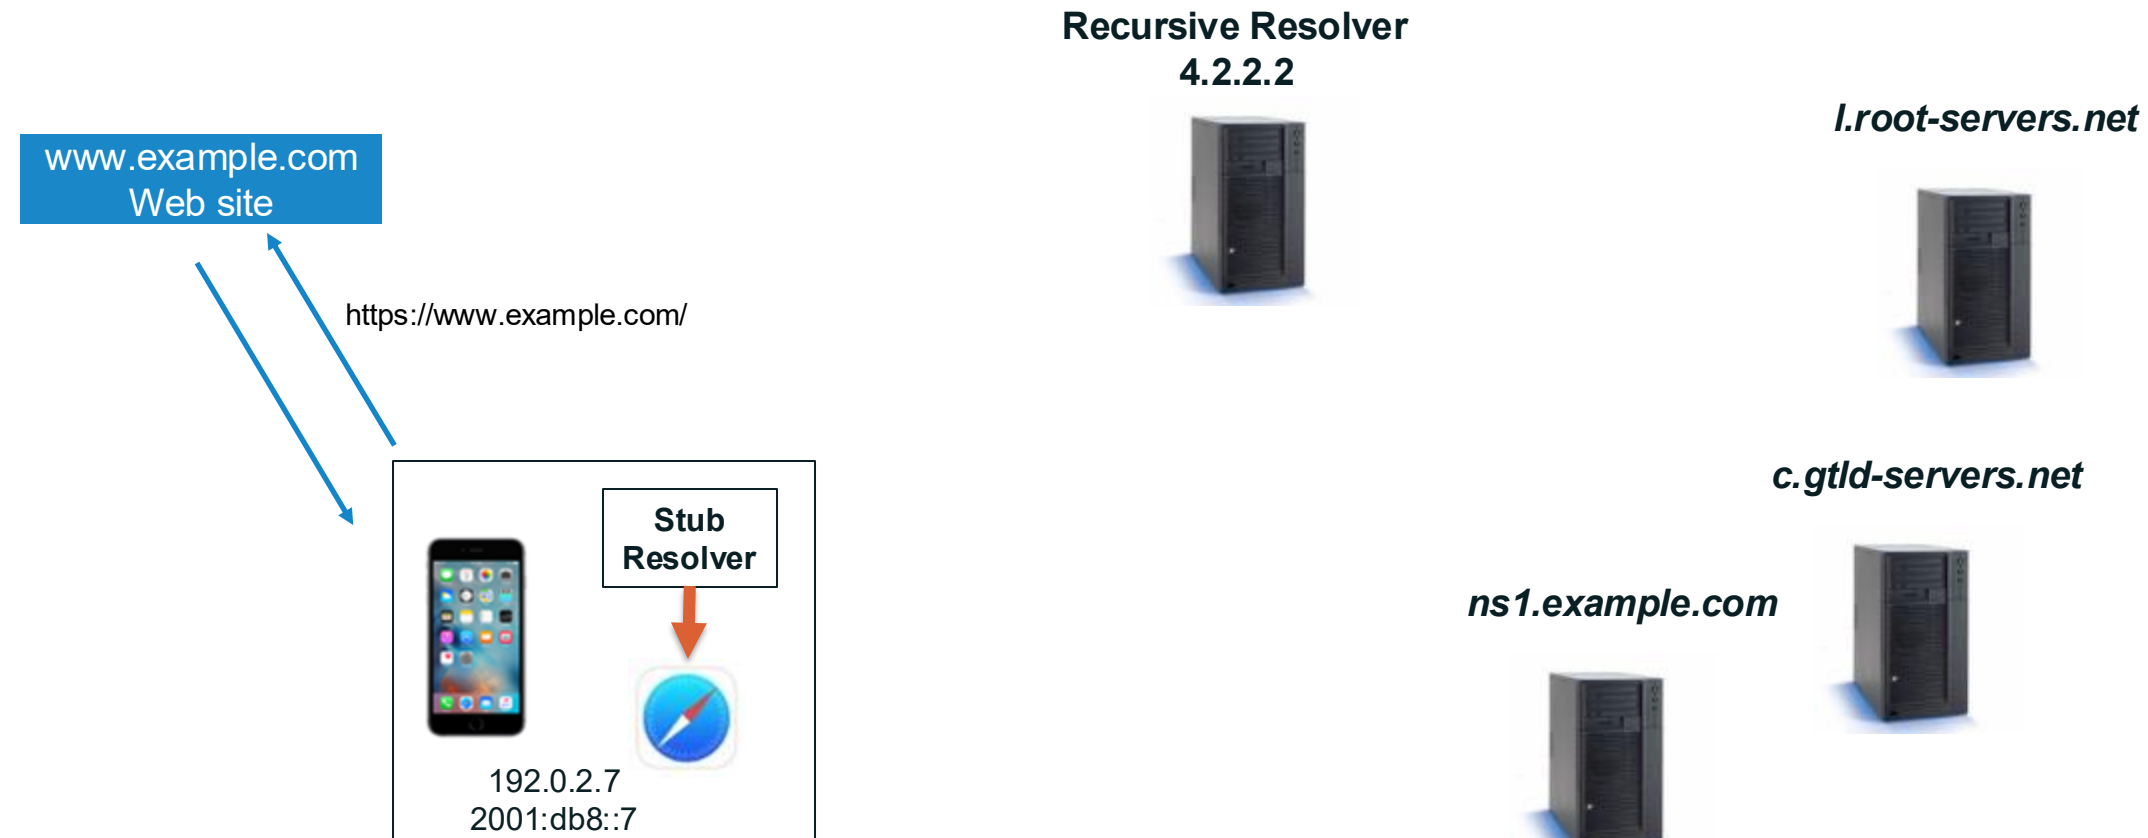 Recursive Resolver
4.2.2.2
l.root-servers.net
www.example.com
Web site
https://www.example.com/
c.gtld-servers.net
Stub
Resolver
ns1.example.com
192.0.2.7
2001:db8::7